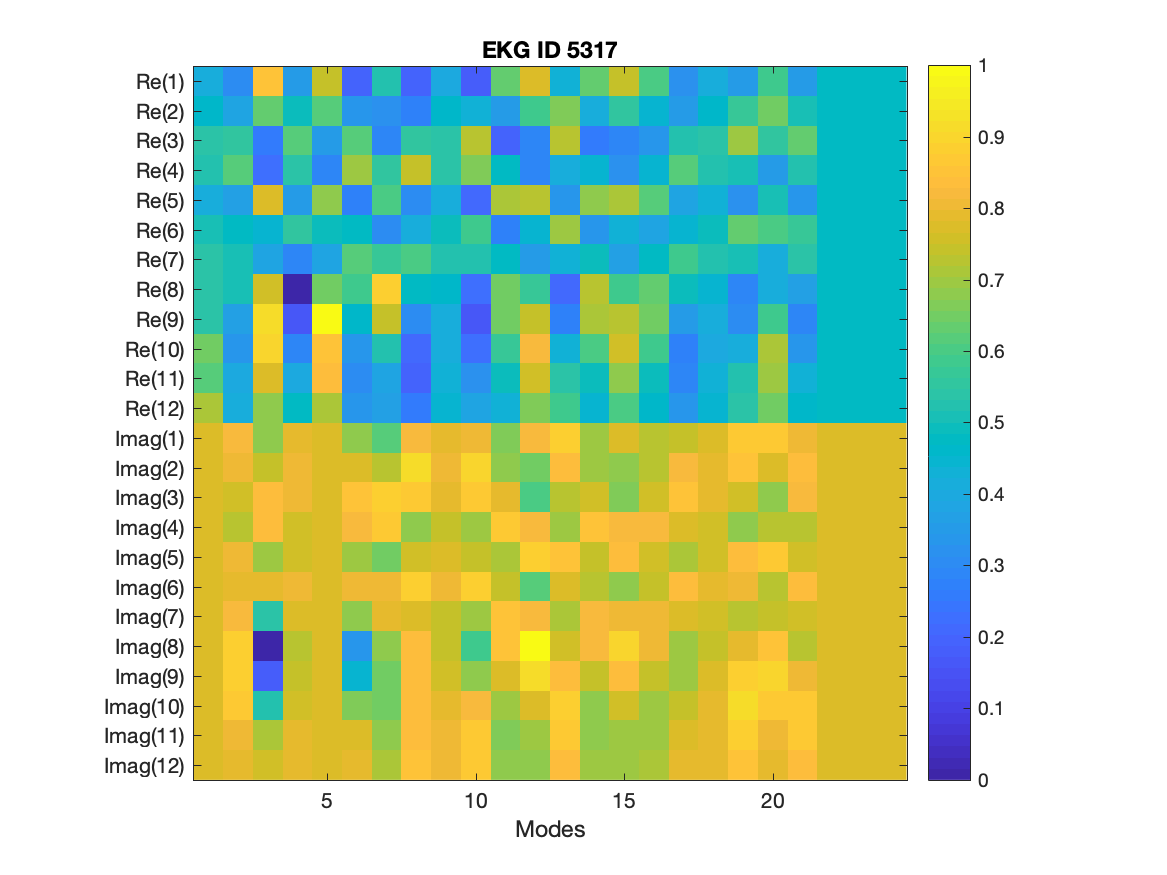 EKG ID 5317
Re(1)
Re(2)
Re(3)
Re(4)
Re(5)
Re(6)
Re(7)
Re(8)
Re(9)
Re(10)
Re(11)
Re(12)
Imag(1)
Imag(2)
Imag(3)
Imag(4)
Imag(5)
Imag(6)
Imag(7)
Imag(8)
Imag(9)
Imag(10)
Imag(11)
Imag(12)
5 10 15 20
Modes
1
0.9
0.8
0.7
0.6
0.5
0.4
0.3
0.2
0.1
0